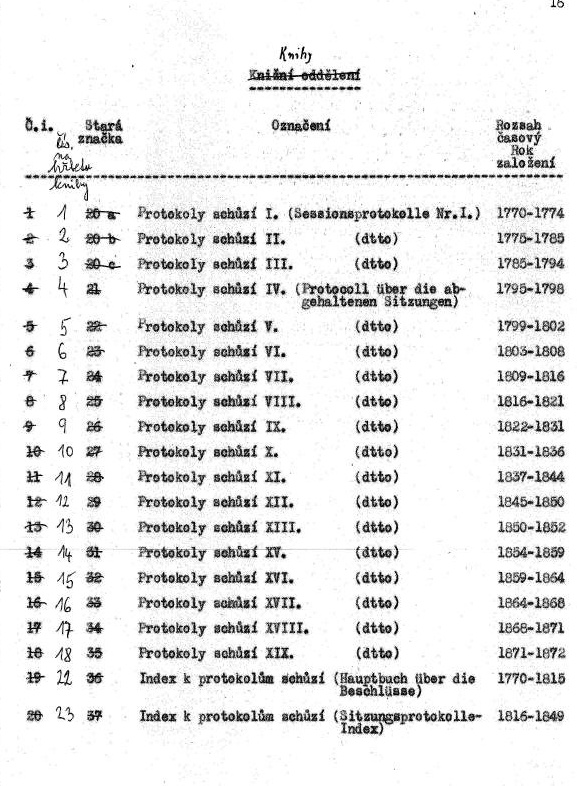 16
Knihy
Knižní oddělení
Č.i. čís. na hřbetu knihy Stará značka Označení Rozsah časový Rok založení
1 1 20 a Protokoly schůzí I. (Sessionsprotokolle Nr.I.) 1770-1774
2 2 20 b Protokoly schůzí II. (dtto) 1775-1785
3 3 20 c Protokoly schůzí III. (dtto) 1785-1794
4 4 21 Protokoly schůzí IV. (Protocoll über die ab- 1795-1798
gehaltenen Sitzungen)
5 5 22 Protokoly schůzí V. (dtto) 1799-1802
6 6 23 Protokoly schůzí VI. (dtto) 1803-1808
7 7 24 Protokoly schůzí VII. (dtto) 1809-1816
8 8 25 Protokoly schůzí VIII. (dtto) 1816-1821
9 9 26 Protokoly schůzí IX. (dtto) 1822-1831
10 10 27 Protokoly schůzí X. (dtto) 1831-1836
11 11 28 Protokoly schůzí XI. (dtto) 1837-1844
12 12 29 Protokoly schůzí XII. (dtto) 1845-1850
13 13 30 Protokoly schůzí XIII. (dtto) 1850-1852
14 14 31 Protokoly schůzí XV. (dtto) 1854-1859
15 15 32 Protokoly schůzí XVI. (dtto) 1859-1864
16 16 33 Protokoly schůzí XVII. (dtto) 1864-1868
17 17 34 Protokoly schůzí XVIII. (dtto) 1868-1871
18 18 35 Protokoly schůzí XIX. (dtto) 1871-1872
19 22 36 Index k protokolům schůzí (Hauptbuch über die 1770-1815
Beschlüsse)
20 23 37 Index k protokolům schůzí (Sitzungsprotokolle- 1816-1849
Index)